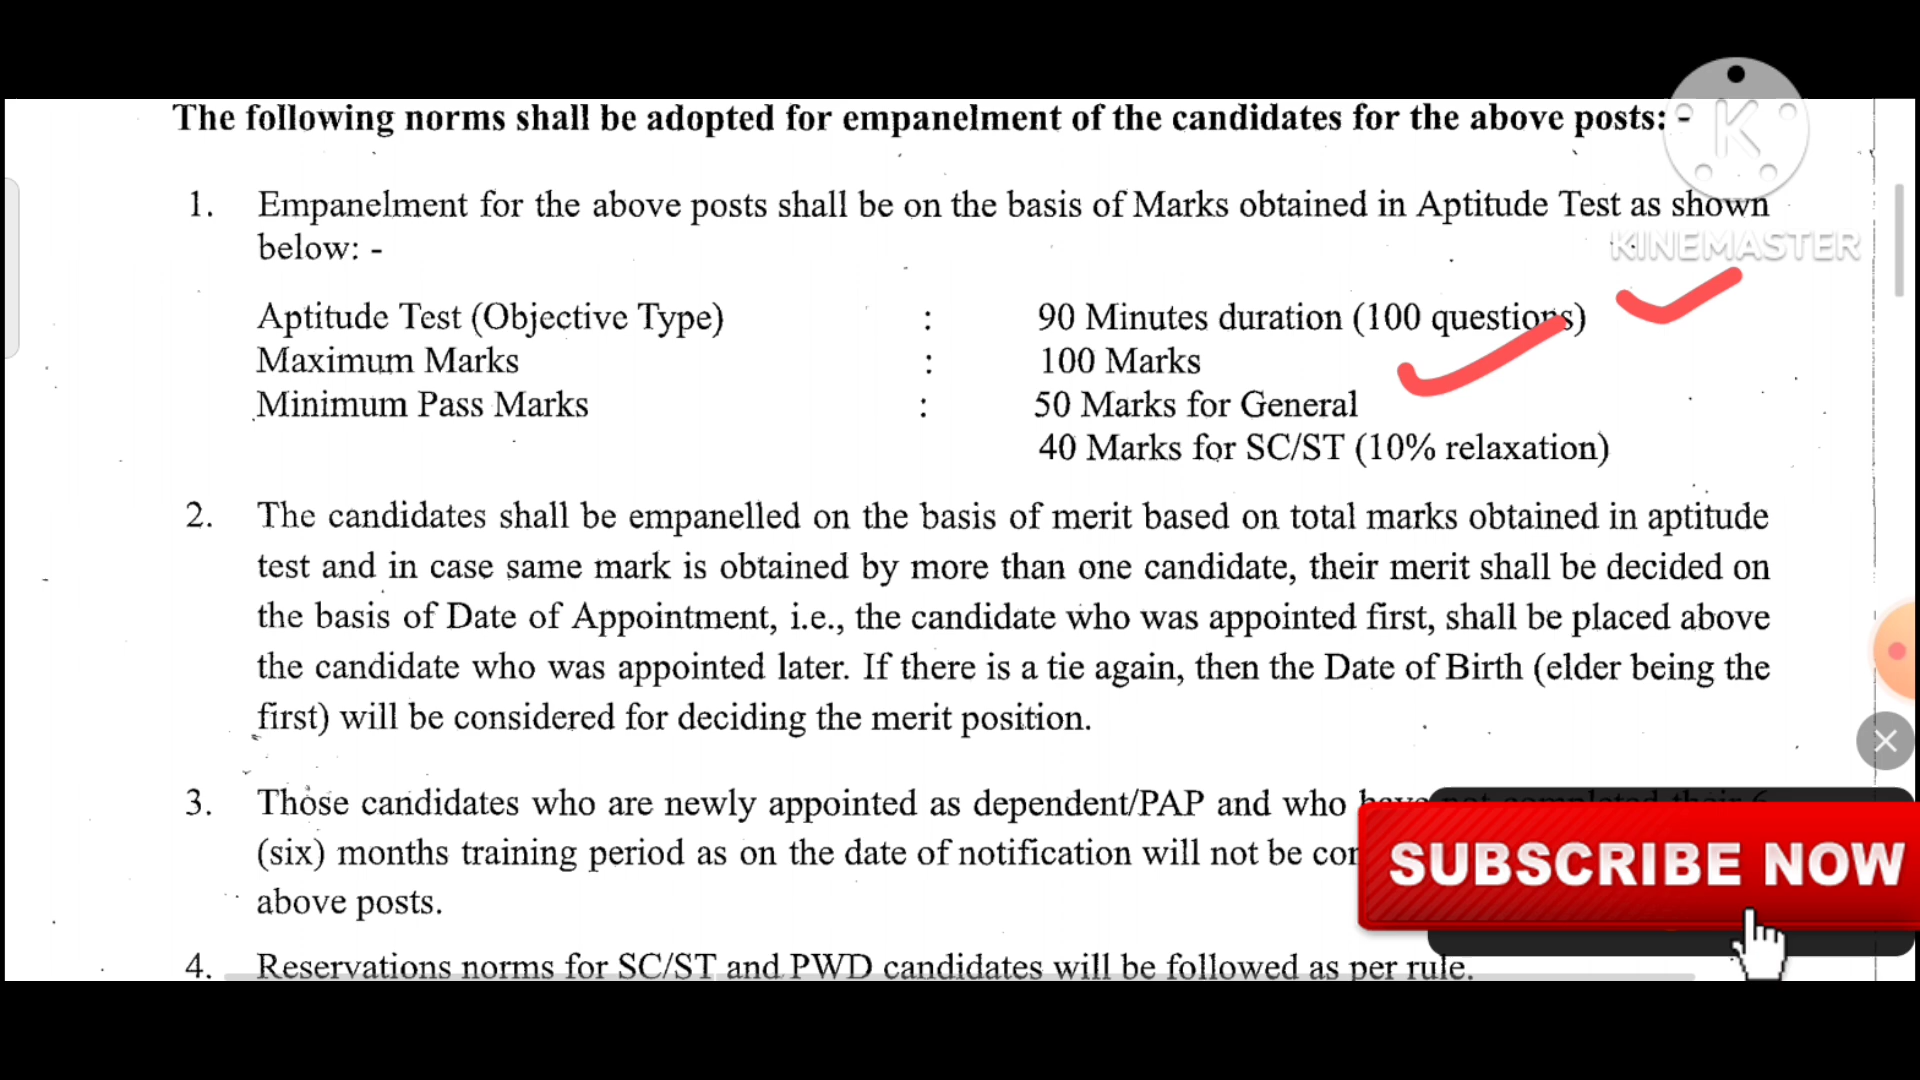 The following norms shall be adopted for empanelment of the candidates for the above posts: -
KINEMASTER
1. Empanelment for the above posts shall be on the basis of Marks obtained in Aptitude Test as shown
below: -
Aptitude Test (Objective Type) : 90 Minutes duration (100 questions)
Maximum Marks : 100 Marks
Minimum Pass Marks : 50 Marks for General
40 Marks for SC/ST (10% relaxation)
2. The candidates shall be empanelled on the basis of merit based on total marks obtained in aptitude
test and in case same mark is obtained by more than one candidate, their merit shall be decided on
the basis of Date of Appointment, i.e., the candidate who was appointed first, shall be placed above
the candidate who was appointed later. If there is a tie again, then the Date of Birth (elder being the
first) will be considered for deciding the merit position.
3. Those candidates who are newly appointed as dependent/PAP and who
(six) months training period as on the date of notification will not be
above posts.
SUBSCRIBE NOW
4. Reservations norms for SC/ST and PWD candidates will be followed as per rule.